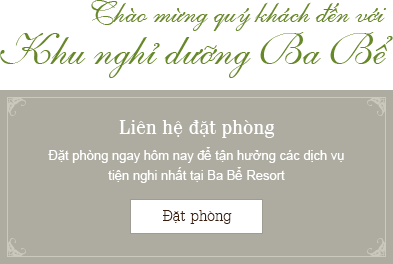 Chào mừng quý khách đến với
Khu nghỉ dưỡng Ba Bể
Liên hệ đặt phòng
Đặt phòng ngay hôm nay để tận hưởng các dịch vụ
tiện nghi nhất tại Ba Bể Resort
Đặt phòng